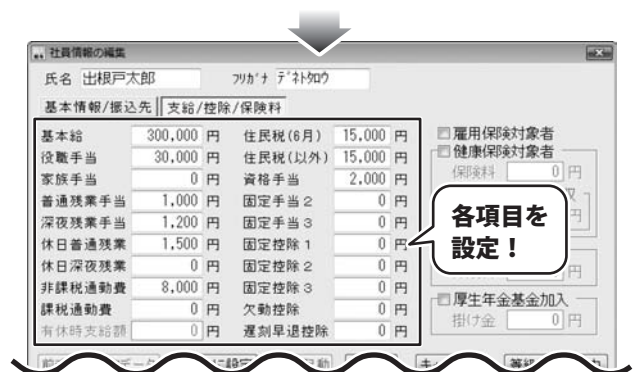 社員情報の編集
氏名 出根戸太郎 フリガナ デネトタロウ
基本情報/振込先 支給/控除/保険料
基本給 300,000 円 住民税(6月) 15,000 円 雇用保険対象者
役職手当 30,000 円 住民税(以外) 15,000 円 健康保険対象者
家族手当 0 円 資格手当 2,000 円 保険料 0 円
普通残業手当 1,000 円 固定手当2 0 円
深夜残業手当 1,200 円 固定手当3 0 円 円
休日普通残業 1,500 円 固定控除1 0 円
休日深夜残業 0 円 固定控除2 0 円 円
非課税通勤費 8,000 円 固定控除3 0 円 厚生年金基金加入
課税通勤費 0 円 欠勤控除 0 円 掛け金 0 円
有休時支給額 0 円 遅刻早退控除 0 円
各項目を
設定！